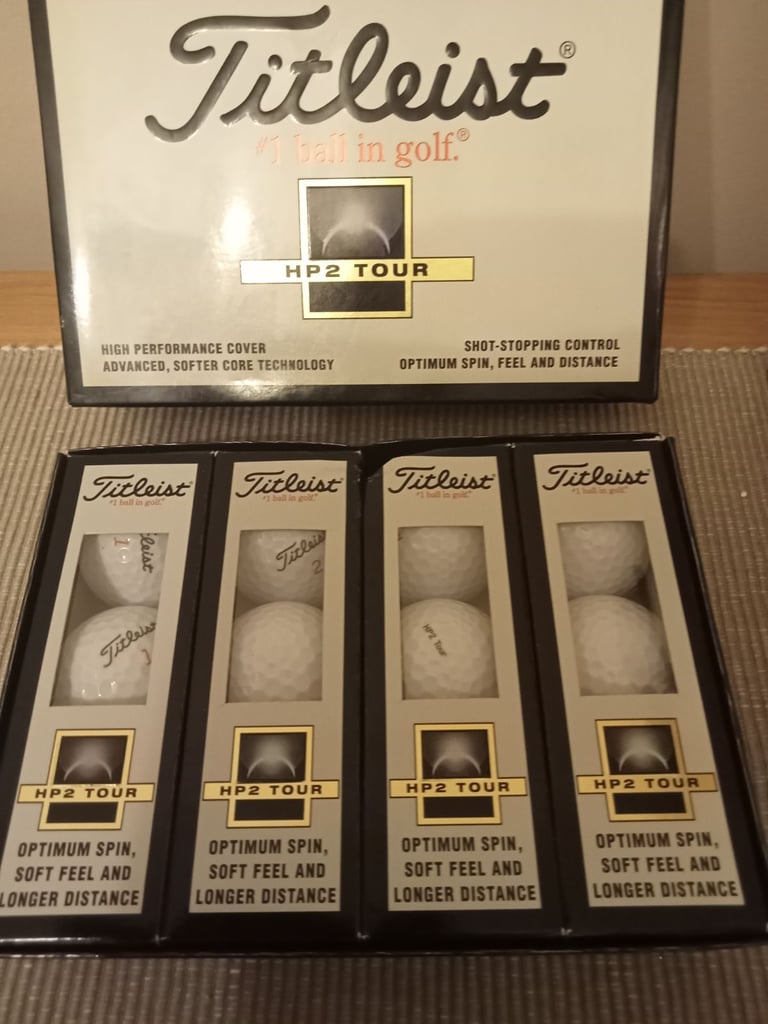 Titleist®
#1 ball in golf.®
HP2 TOUR
HIGH PERFORMANCE COVER
ADVANCED, SOFTER CORE TECHNOLOGY
SHOT-STOPPING CONTROL
OPTIMUM SPIN, FEEL AND DISTANCE
Titleist
#1 ball in golf.
1
tleist
Titleist
1
HP2 TOUR
OPTIMUM SPIN,
SOFT FEEL AND
LONGER DISTANCE
Titleist
#1 ball in golf.
Titleis
2
HP2 TOUR
OPTIMUM SPIN,
SOFT FEEL AND
LONGER DISTANCE
Titleist
#1 ball in golf.
HP2 Tour
HP2 TOUR
OPTIMUM SPIN,
SOFT FEEL AND
LONGER DISTANCE
Titleist
#1 ball in golf.
HP2 TOUR
OPTIMUM SPIN,
SOFT FEEL AND
LONGER DISTANCE